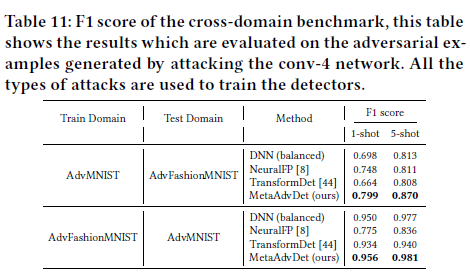 Table 11: F1 score of the cross-domain benchmark, this table
shows the results which are evaluated on the adversarial ex-
amples generated by attacking the conv-4 network. All the
types of attacks are used to train the detectors.
Train Domain Test Domain Method F1 score
1-shot 5-shot
DNN (balanced) 0.698 0.813
NeuralFP [8] 0.748 0.811
AdvMNIST AdvFashionMNIST
TransformDet [44] 0.664 0.808
MetaAdvDet (ours) 0.799 0.870
DNN (balanced) 0.950 0.977
NeuralFP [8] 0.775 0.836
AdvFashionMNIST AdvMNIST
TransformDet [44] 0.934 0.940
MetaAdvDet (ours) 0.956 0.981